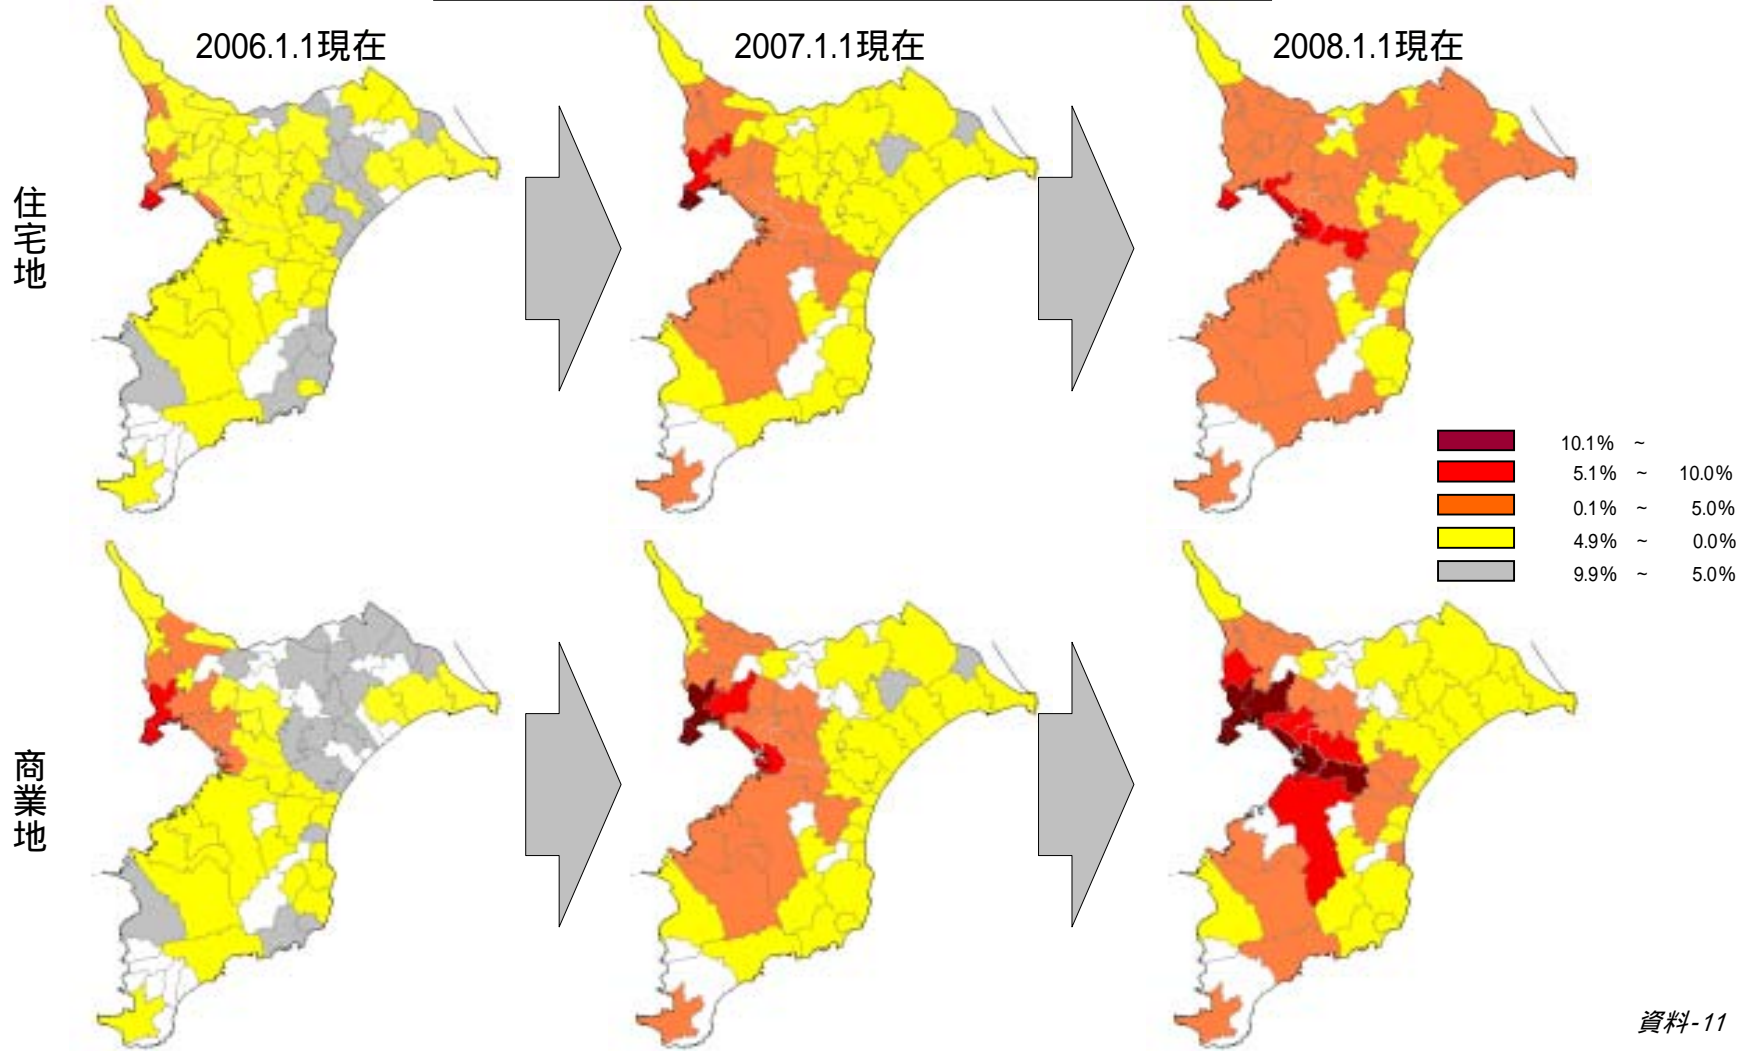 2006.1.1現在
2007.1.1現在
2008.1.1現在
住宅地
10.1% ~
5.1% ~ 10.0%
0.1% ~ 5.0%
4.9% ~ 0.0%
9.9% ~ 5.0%
商業地
資料-11